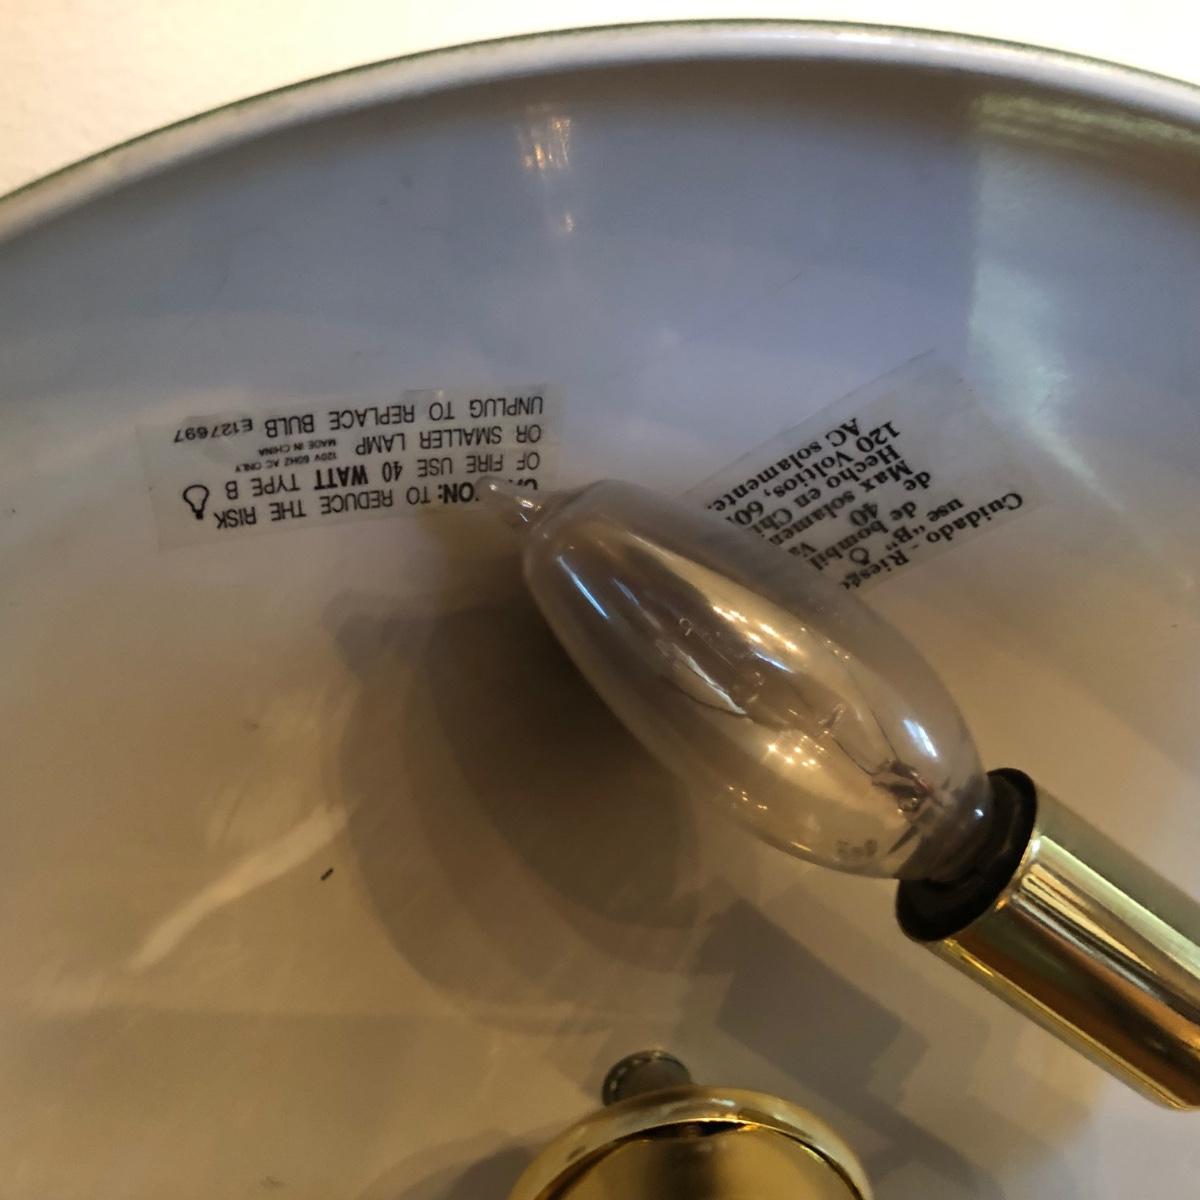 ON: TO REDUCE THE RISK
OF FIRE USE 40 WATT TYPE B
120V 60HZ AC ONLY
OR SMALLER LAMP MADE IN CHINA
UNPLUG TO REPLACE BULB E127697
Cuidado - Riesg
use "B" de bombil
de 40
Max solamen
Hecho en Chi
120 Voltios, 60
AC solamente.